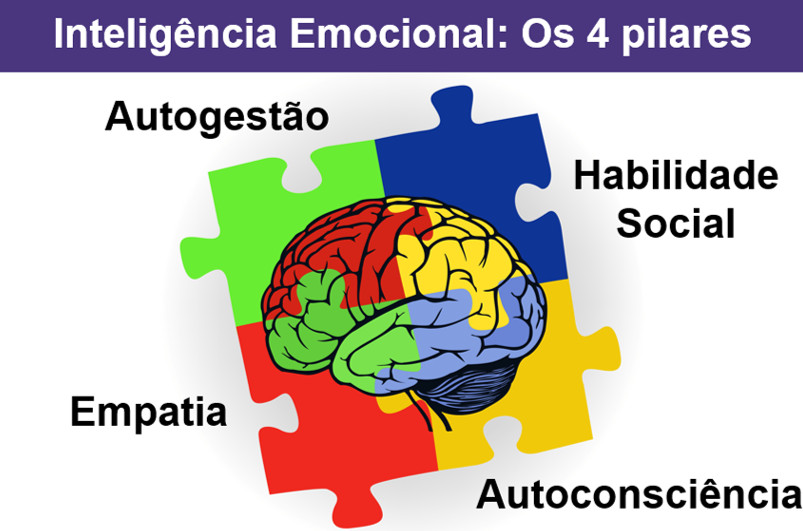 Inteligência Emocional: Os 4 pilares
Autogestão
Habilidade
Social
Empatia
Autoconsciência